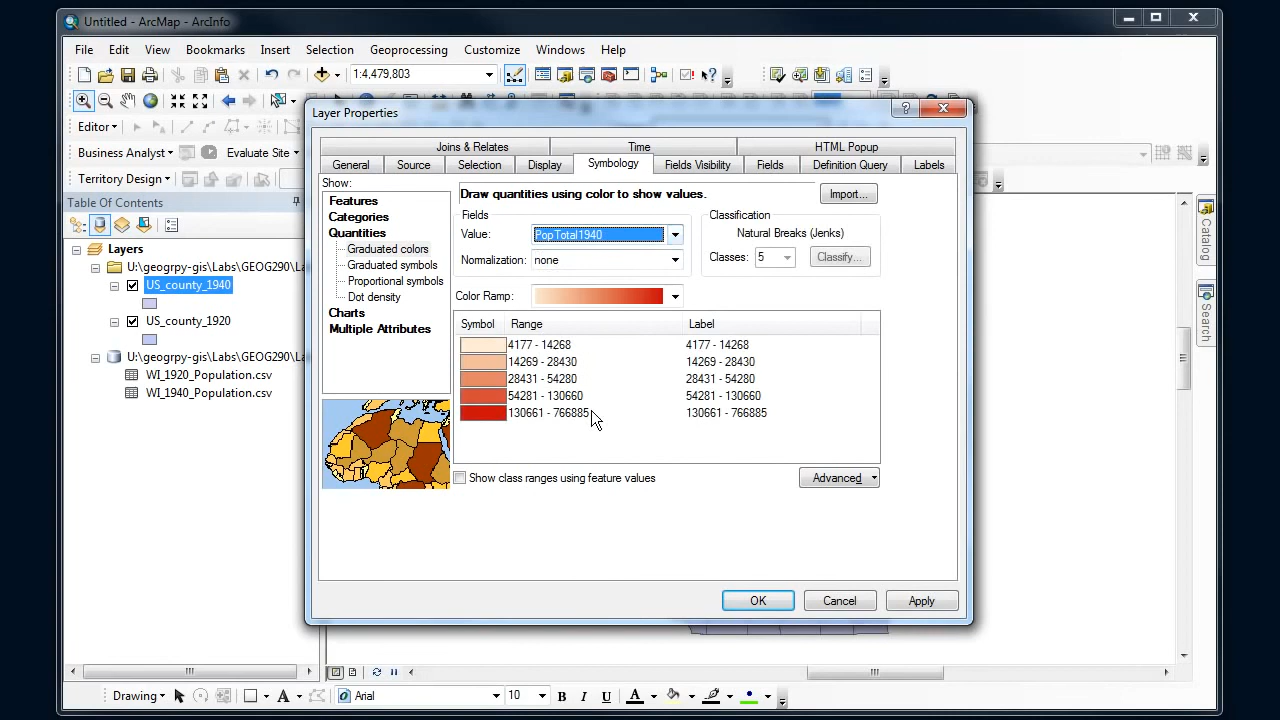 Untitled - ArcMap - ArcInfo
File Edit View Bookmarks Insert Selection Geoprocessing Customize Windows Help
1:4,479,803
Layer Properties
Editor
Joins & Relates Time HTML Popup
Business Analyst Evaluate Site
General Source Selection Display Symbology Fields Visibility Fields Definition Query Labels
Territory Design
Show:
Draw quantities using color to show values. Import...
Table Of Contents
Features
Categories
Quantities
Graduated colors
Graduated symbols
Proportional symbols
Dot density
Charts
Multiple Attributes
Fields
Value: PopTotal1940
Normalization: none
Classification
Natural Breaks (Jenks)
Classes: 5 Classify...
Color Ramp:
Symbol Range Label
4177 - 14268 4177 - 14268
14269 - 28430 14269 - 28430
28431 - 54280 28431 - 54280
54281 - 130660 54281 - 130660
130661 - 766885 130661 - 766885
Show class ranges using feature values Advanced
OK Cancel Apply
Layers
U:\geogrpy-gis\Labs\GEOG290\
US_county_1940
US_county_1920
U:\geogrpy-gis\Labs\GEOG290\
WI_1920_Population.csv
WI_1940_Population.csv
Catalog
Search
Drawing Arial 10 B I U A